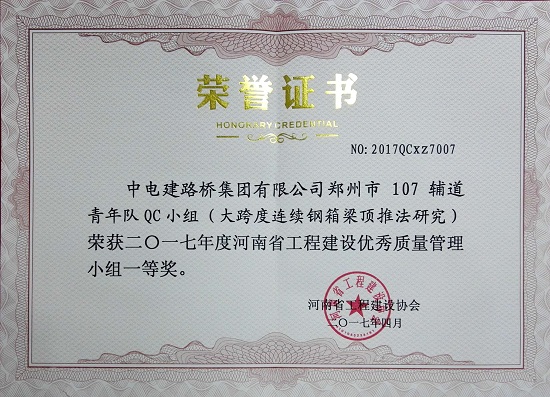 荣誉证书
HONORARY CREDENTIAL
NO: 2017QCxz7007
中电建路桥集团有限公司郑州市 107 辅道
青年队 QC 小组（大跨度连续钢箱梁顶推法研究）
荣获二〇一七年度河南省工程建设优秀质量管理
小组一等奖。
河南省工程建设协会
二〇一七年四月